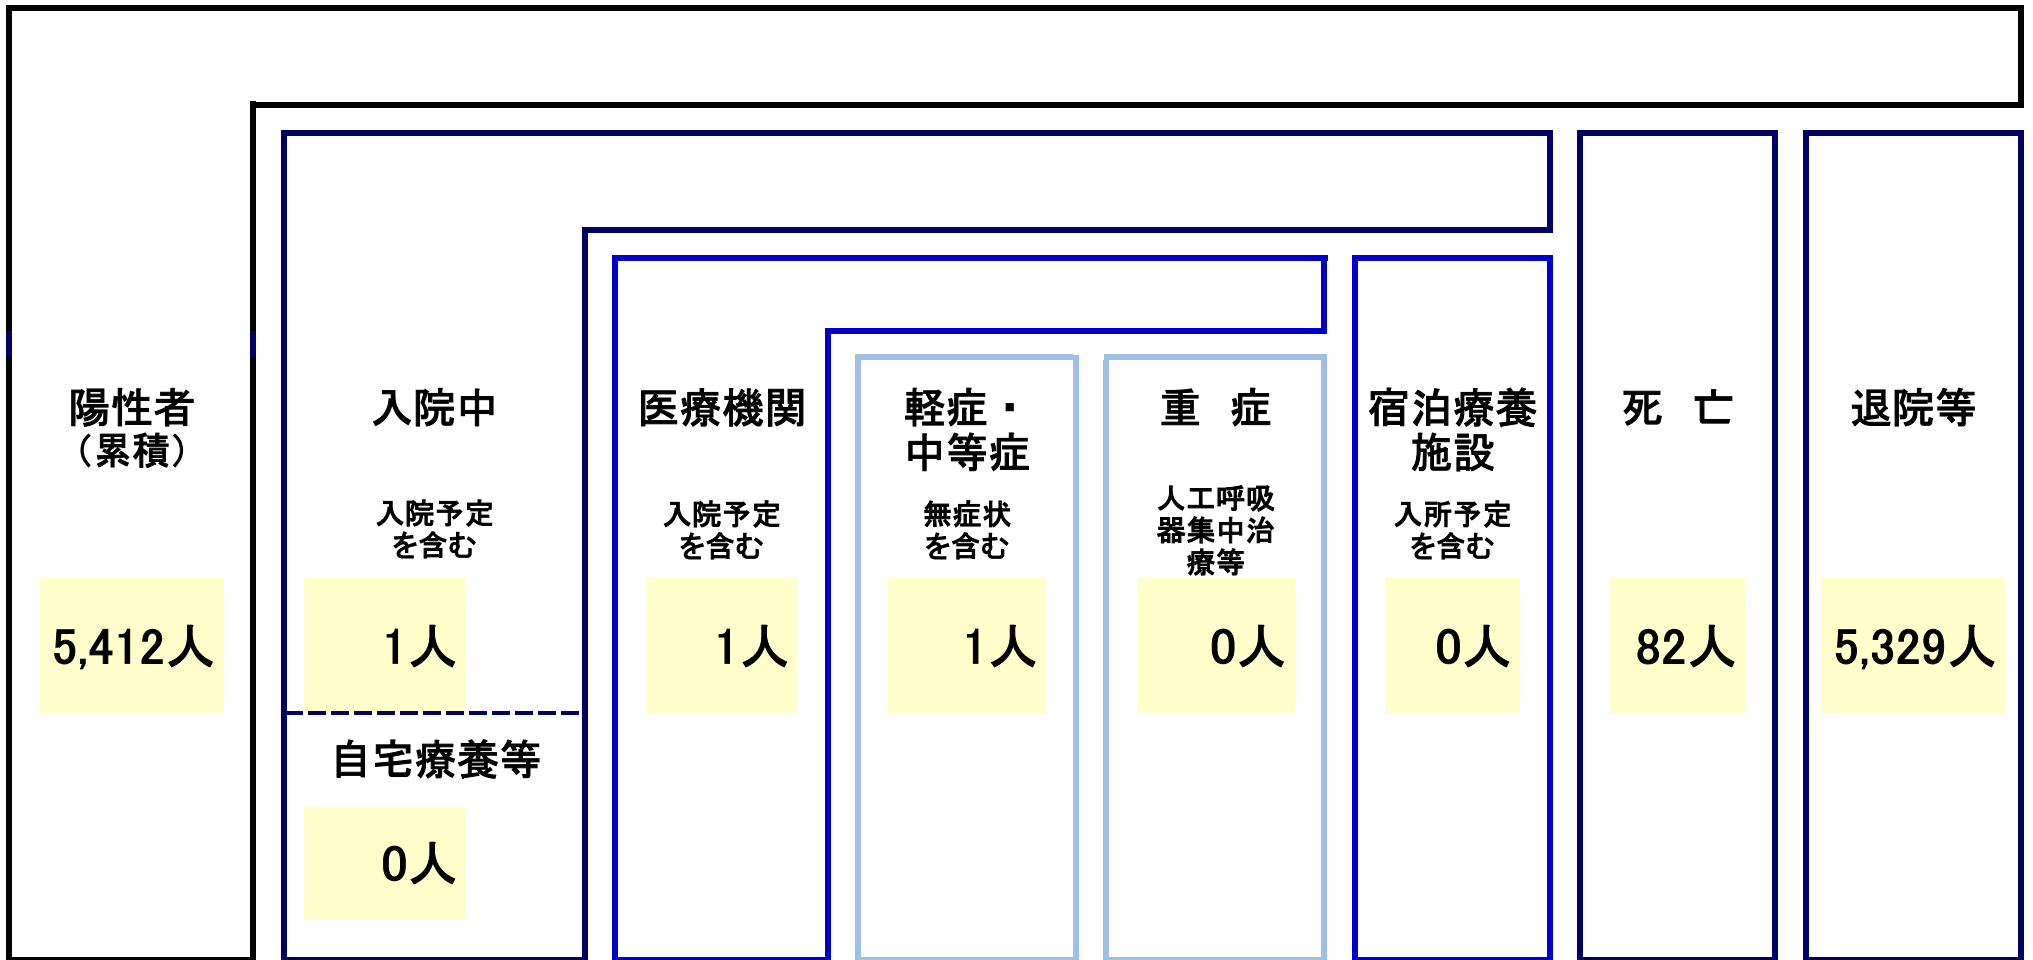 陽性者
（累積）
5,412人
入院中
入院予定
を含む
1人
自宅療養等
0人
医療機関
入院予定
を含む
1人
軽症・
中等症
無症状
を含む
1人
重　症
人工呼吸
器集中治
療等
0人
宿泊療養
施設
入所予定
を含む
0人
死　亡
82人
退院等
5,329人